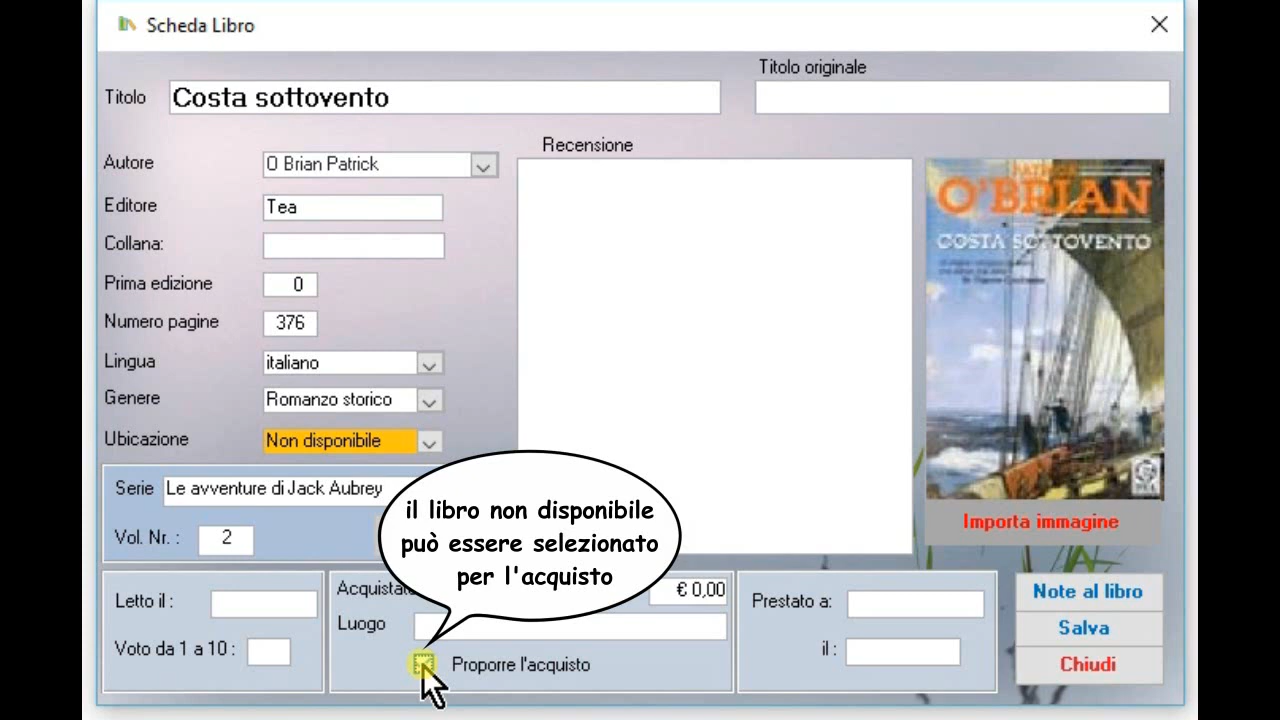 Scheda Libro
Titolo originale
Titolo Costa sottovento
Recensione
Autore O Brian Patrick
Editore Tea
Collana:
Prima edizione 0
Numero pagine 376
Lingua italiano
Genere Romanzo storico
Ubicazione Non disponibile
O'BRIAN
COSTA SOTTOVENTO
Importa immagine
Serie Le avventure di Jack Aubrey
Vol. Nr. : 2
il libro non disponibile
può essere selezionato
per l'acquisto
Letto il :
Voto da 1 a 10 :
€ 0,00
Luogo
Proporre l'acquisto
Prestato a:
il :
Note al libro
Salva
Chiudi